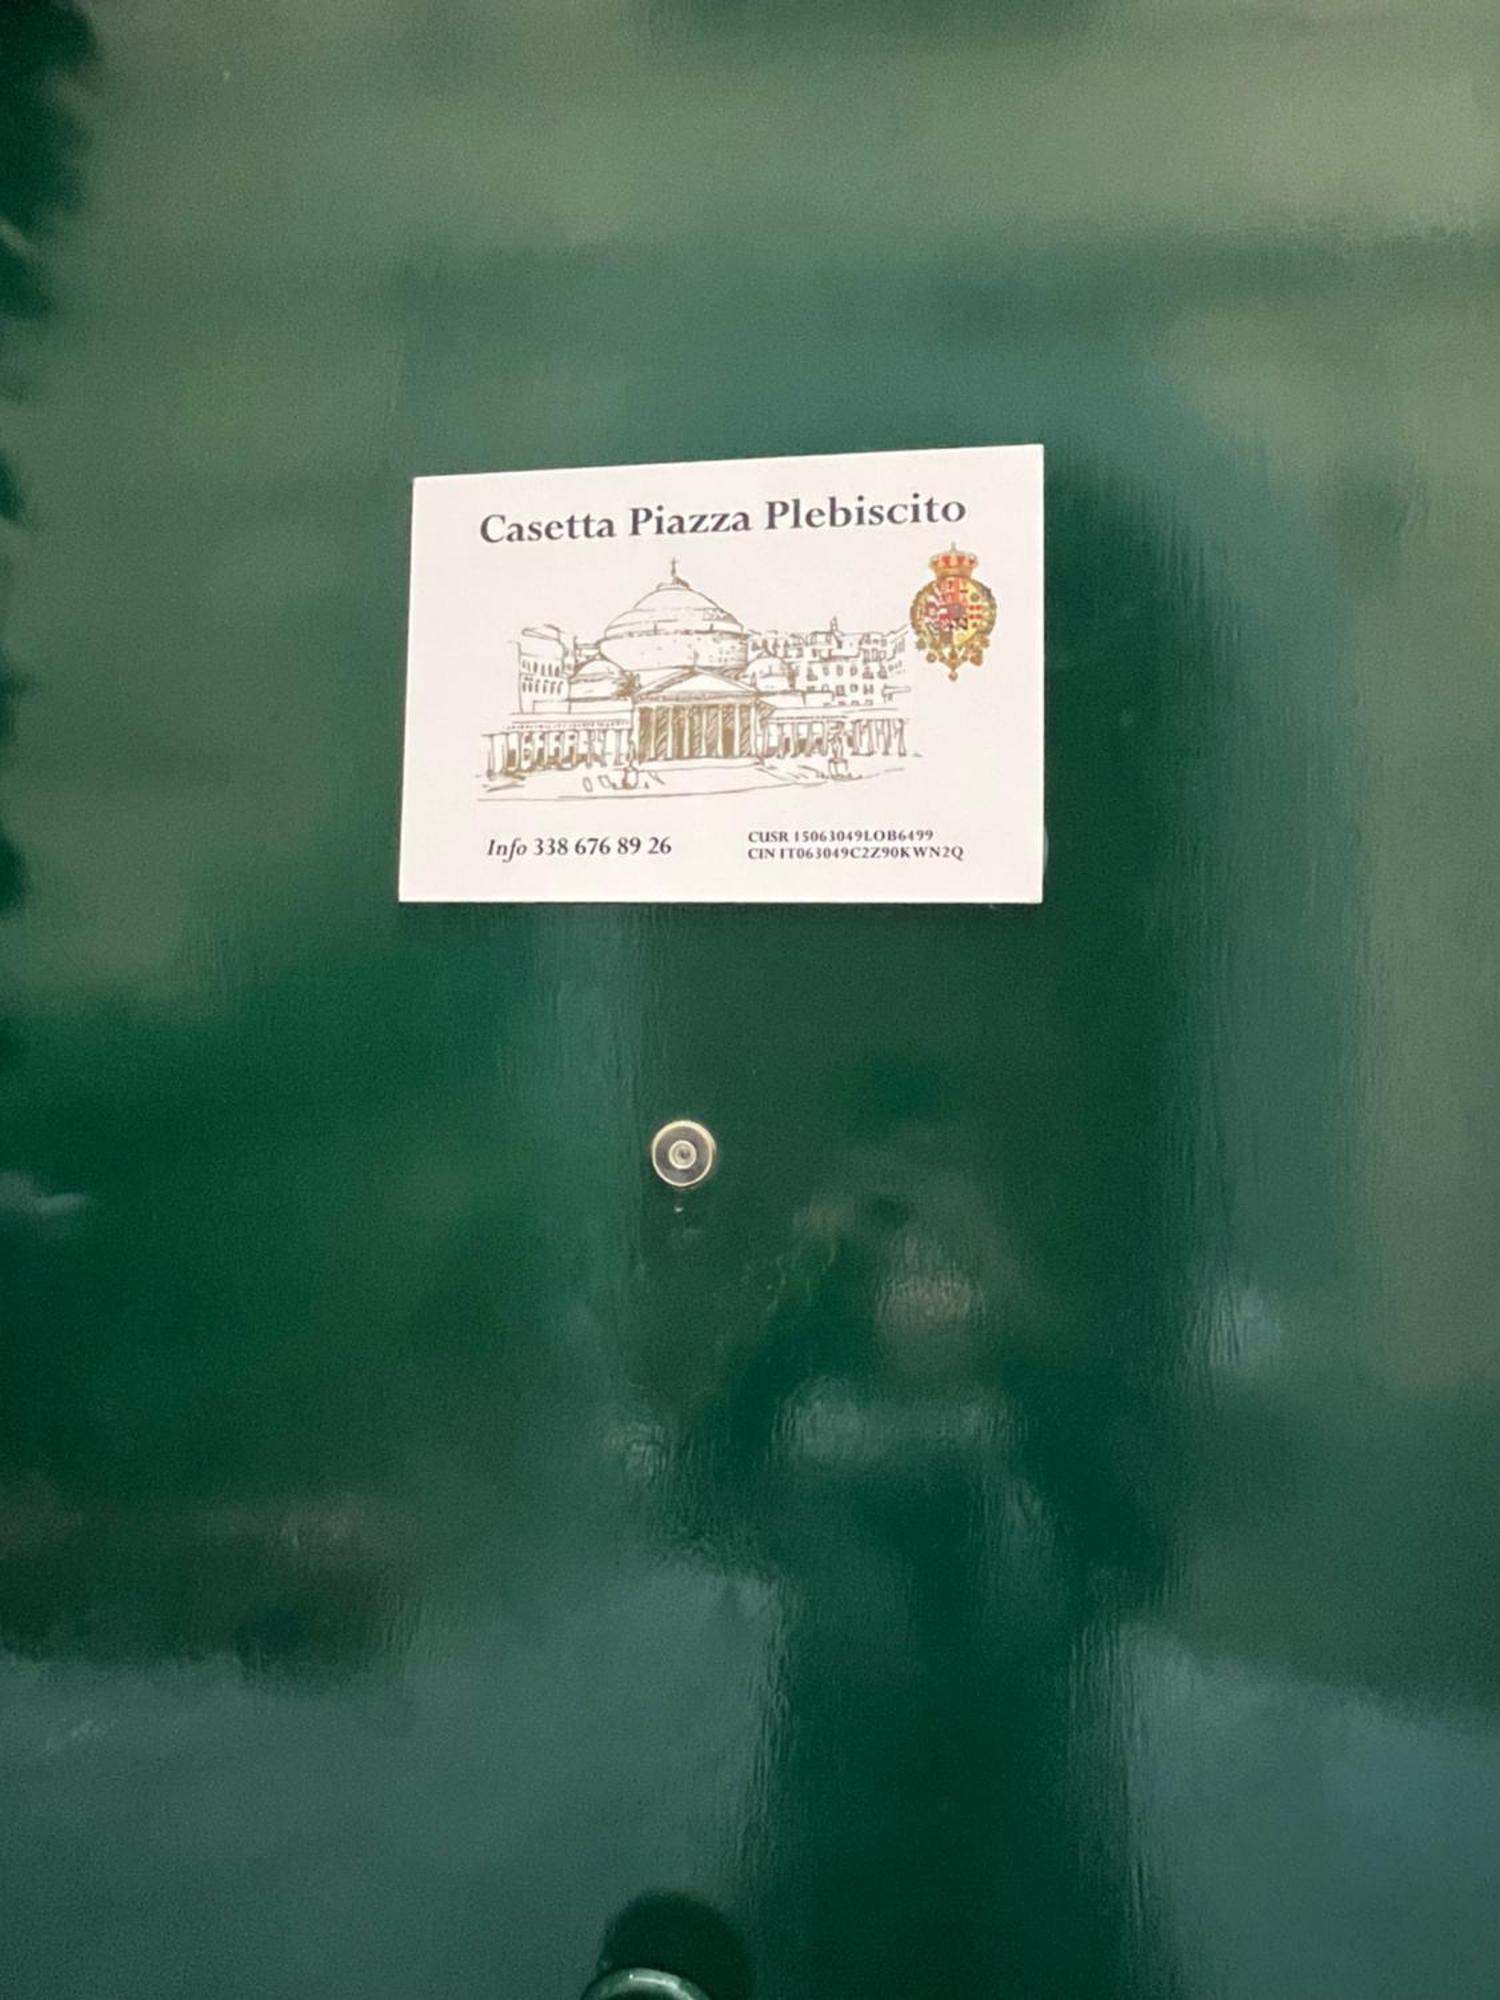 Casetta Piazza Plebiscito
Info 338 676 89 26
CUSR 15063049LOB6499
CIN IT063049C2Z90KWN2Q